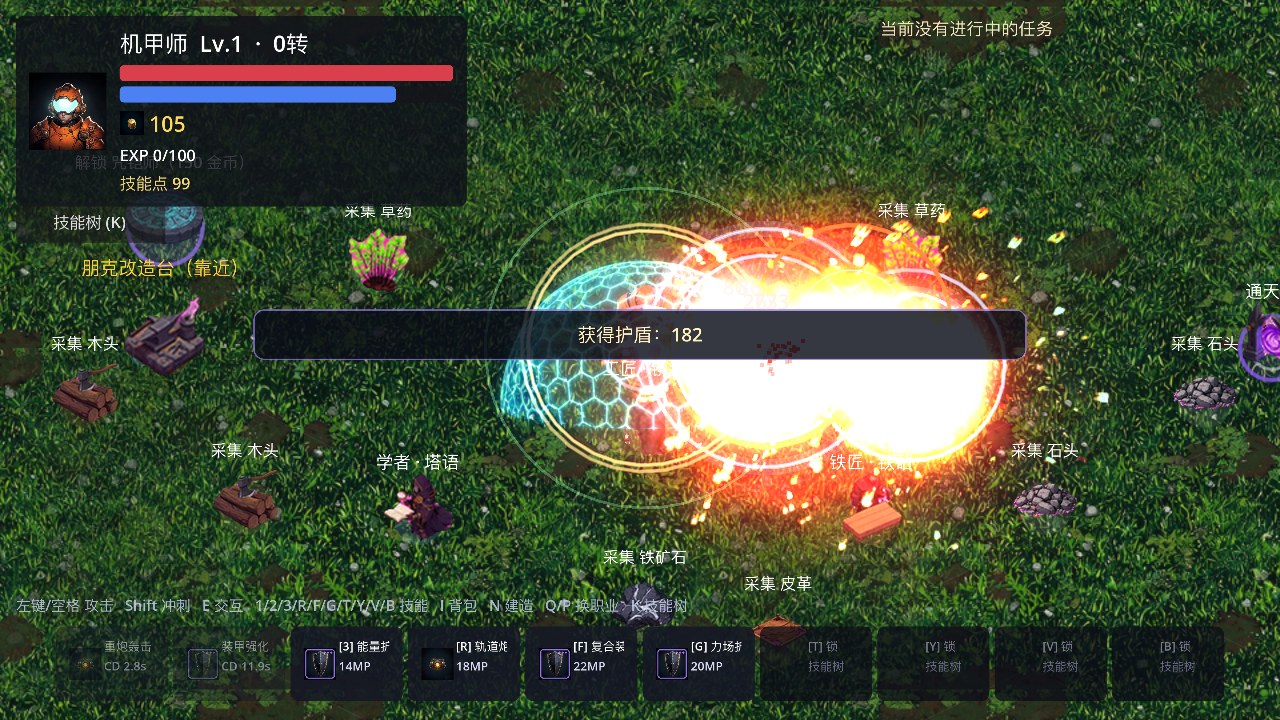 机甲师 Lv.1 · 0转
105
EXP 0/100
技能点 99
技能树 (K)
朋克改造台（靠近）
当前没有进行中的任务
采集 草药
采集 草药
通天
采集 木头
采集 石头
获得护盾：182
采集 木头
学者·塔语
铁匠·
采集 石头
采集 铁矿石
采集 皮革
左键/空格 攻击 Shift 冲刺 E 交互 1/2/3/R/F/G/T/Y/V/B 技能 I 背包 N 建造 Q/P 换职业 K 技能树
重炮轰击
CD 2.8s
装甲强化
CD 11.9s
[3] 能量护
14MP
[R] 轨道炮
18MP
[F] 复合装
22MP
[G] 力场护
20MP
[T] 锁
技能树
[Y] 锁
技能树
[V] 锁
技能树
[B] 锁
技能树